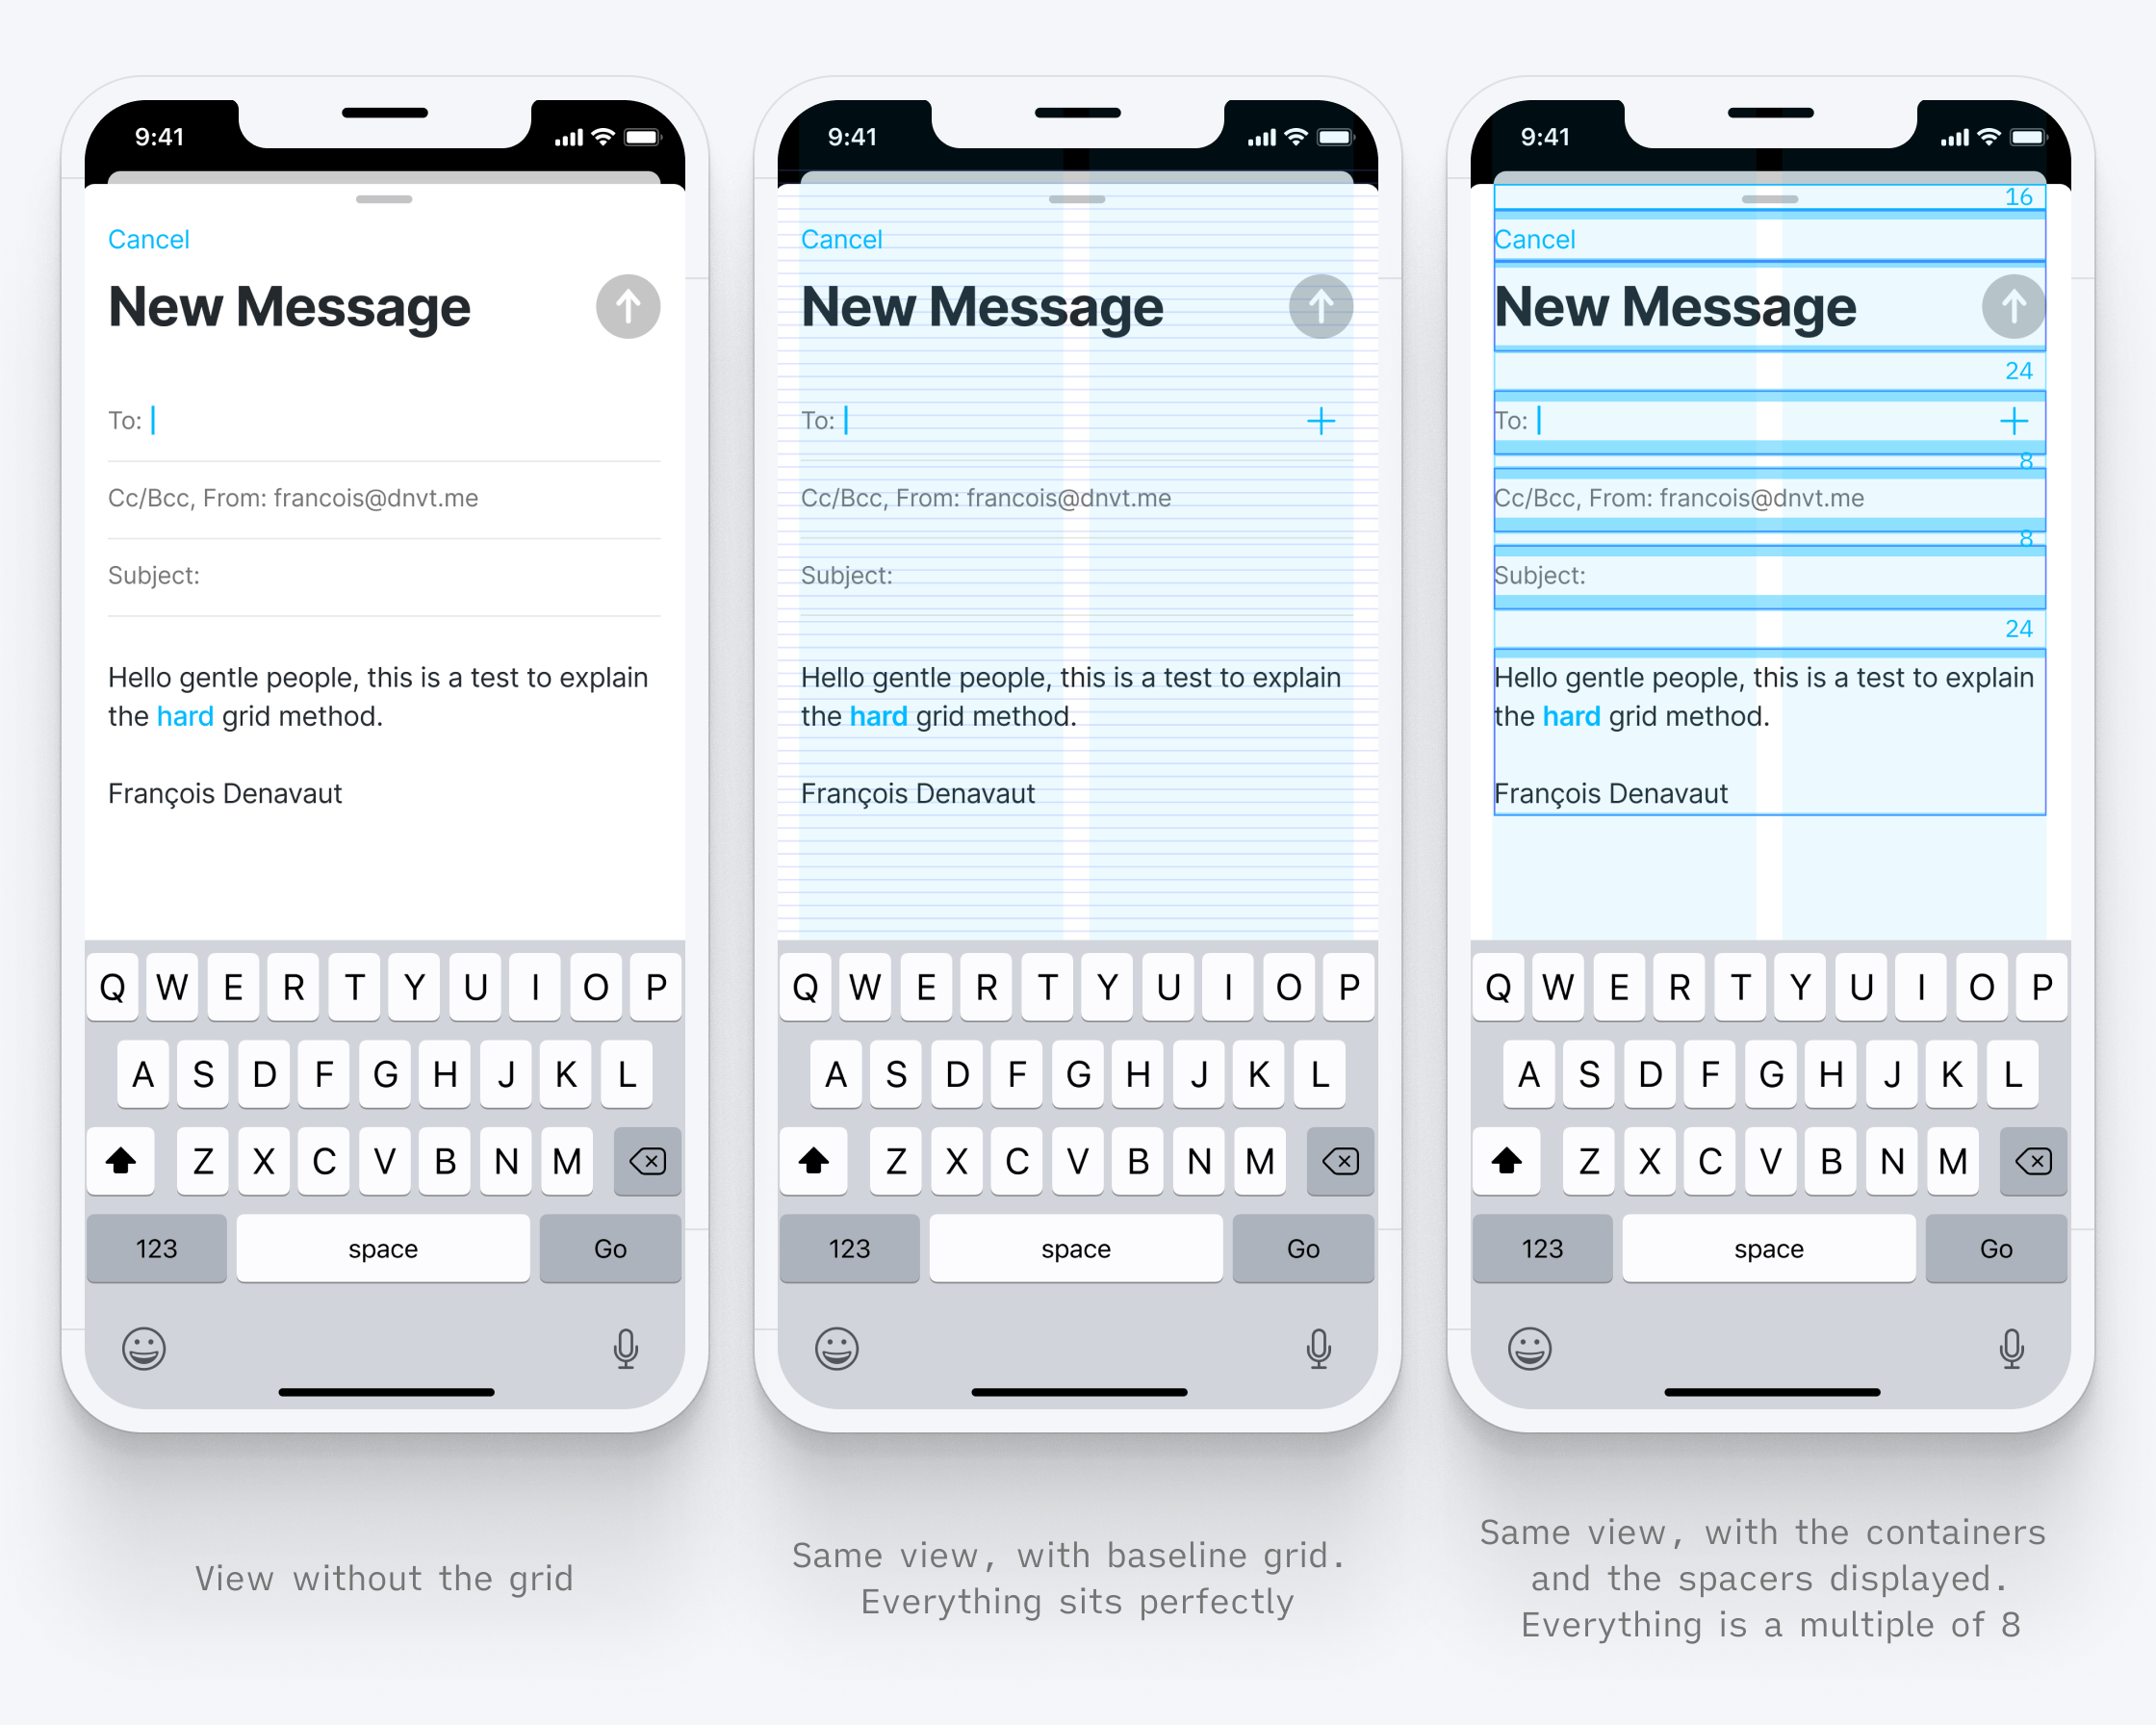 9:41
Cancel
New Message
To:
Cc/Bcc, From: francois@dnvt.me
Subject:
Hello gentle people, this is a test to explain
the hard grid method.
François Denavaut
Q W E R T Y U I O P
A S D F G H J K L
Z X C V B N M
123 space Go
View without the grid
9:41
Cancel
New Message
To:
Cc/Bcc, From: francois@dnvt.me
Subject:
Hello gentle people, this is a test to explain
the hard grid method.
François Denavaut
Q W E R T Y U I O P
A S D F G H J K L
Z X C V B N M
123 space Go
Same view, with baseline grid.
Everything sits perfectly
9:41
16
Cancel
New Message
24
To:
8
Cc/Bcc, From: francois@dnvt.me
8
Subject:
24
Hello gentle people, this is a test to explain
the hard grid method.
François Denavaut
Q W E R T Y U I O P
A S D F G H J K L
Z X C V B N M
123 space Go
Same view, with the containers
and the spacers displayed.
Everything is a multiple of 8